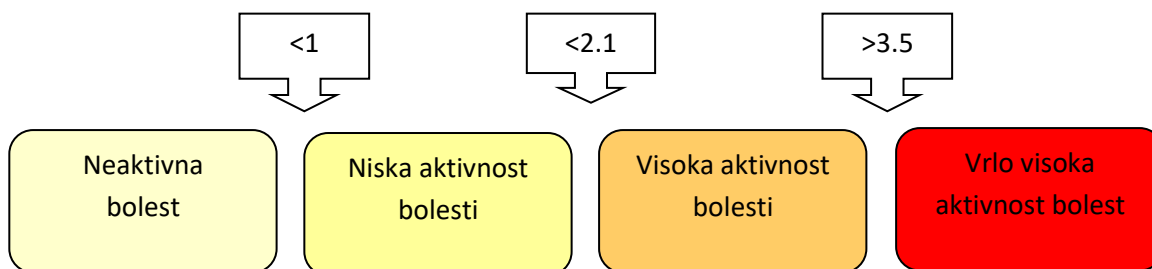 <1
<2.1
>3.5
Neaktivna
bolest
Niska aktivnost
bolesti
Visoka aktivnost
bolesti
Vrlo visoka
aktivnost bolest